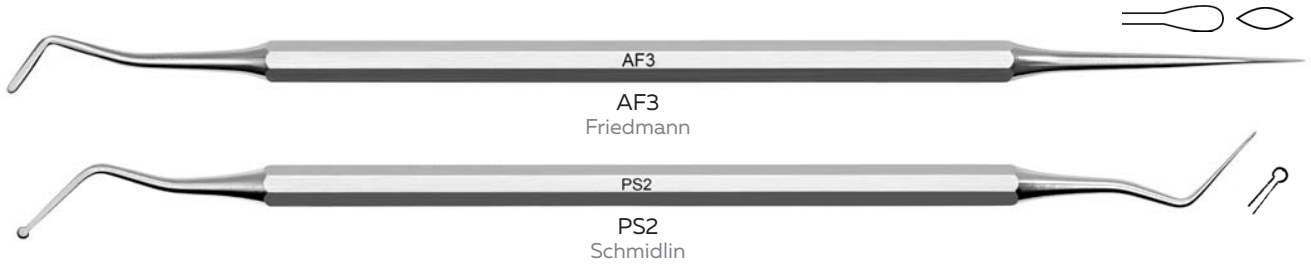 AF3
AF3
Friedmann
PS2
PS2
Schmidlin